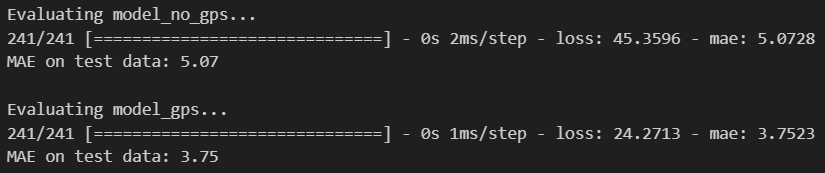 Evaluating model_no_gps...
241/241 [==============================] - 0s 2ms/step - loss: 45.3596 - mae: 5.0728
MAE on test data: 5.07
Evaluating model_gps...
241/241 [==============================] - 0s 1ms/step - loss: 24.2713 - mae: 3.7523
MAE on test data: 3.75